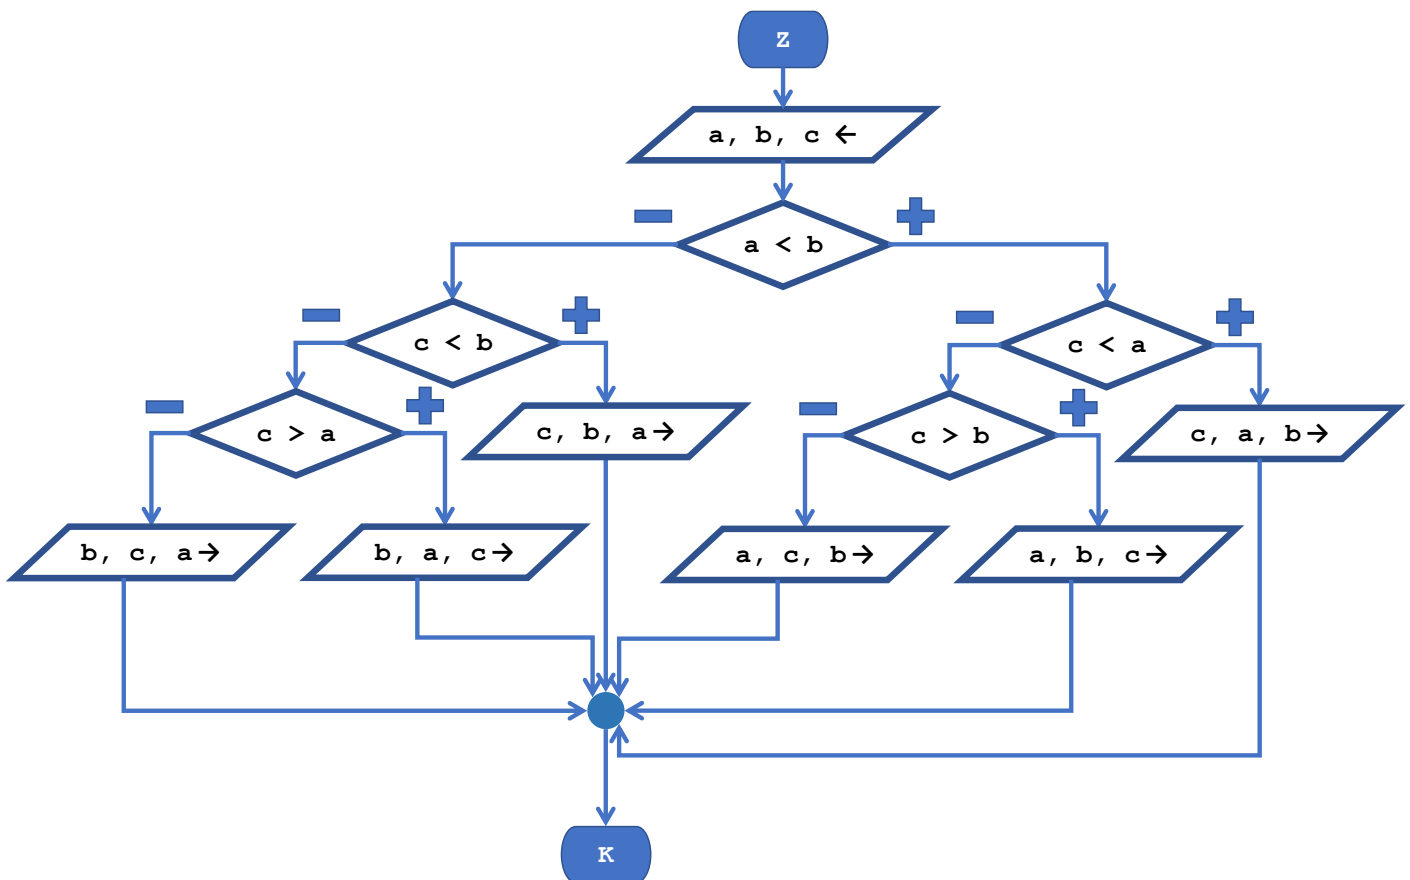 Z
a, b, c ←
a < b
c < b
c < a
c > a
c, b, a→
c > b
c, a, b→
b, c, a→
b, a, c→
a, c, b→
a, b, c→
K